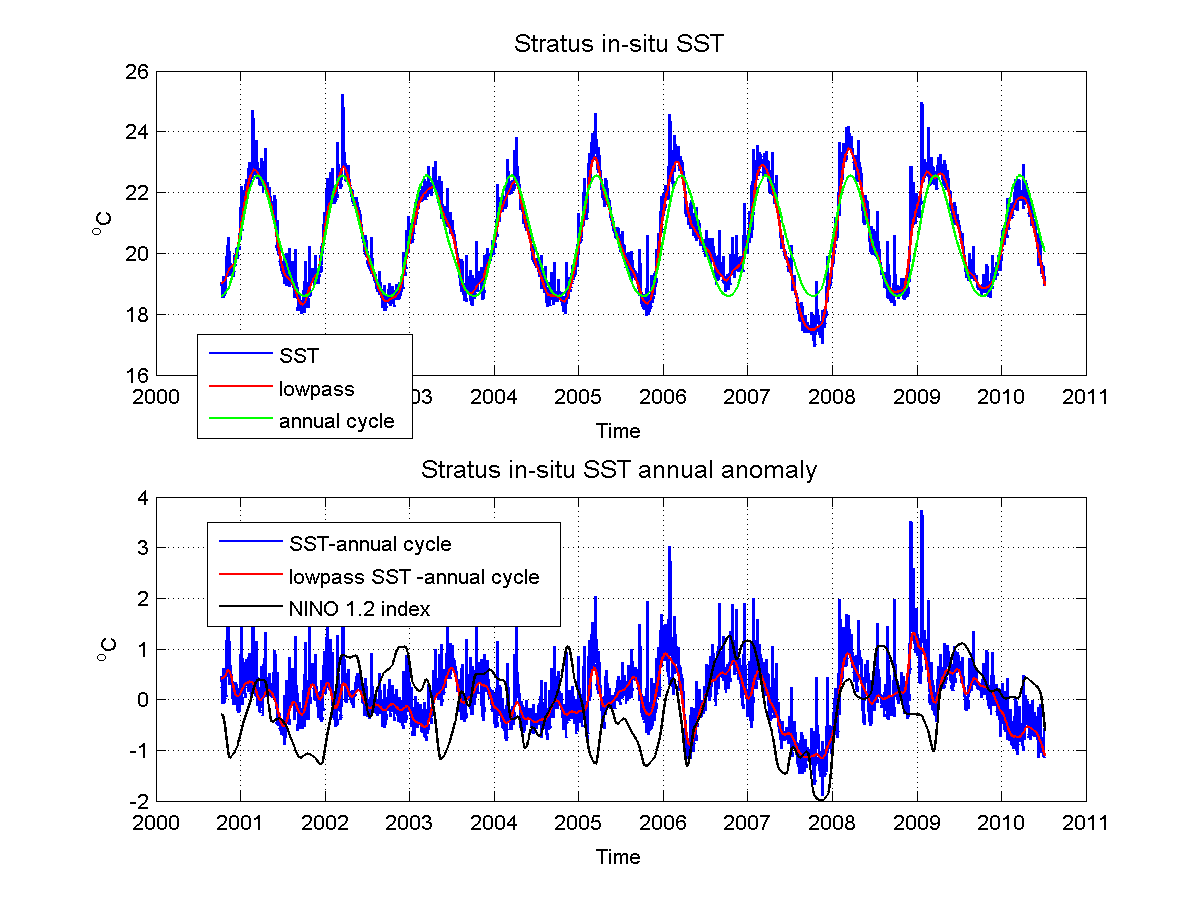 Stratus in-situ SST
26
24
22
20
18
16
°C
SST
lowpass
annual cycle
2000 03 2004 2005 2006 2007 2008 2009 2010 2011
Time
Stratus in-situ SST annual anomaly
4
3
2
1
0
-1
-2
°C
SST-annual cycle
lowpass SST -annual cycle
NINO 1.2 index
2000 2001 2002 2003 2004 2005 2006 2007 2008 2009 2010 2011
Time